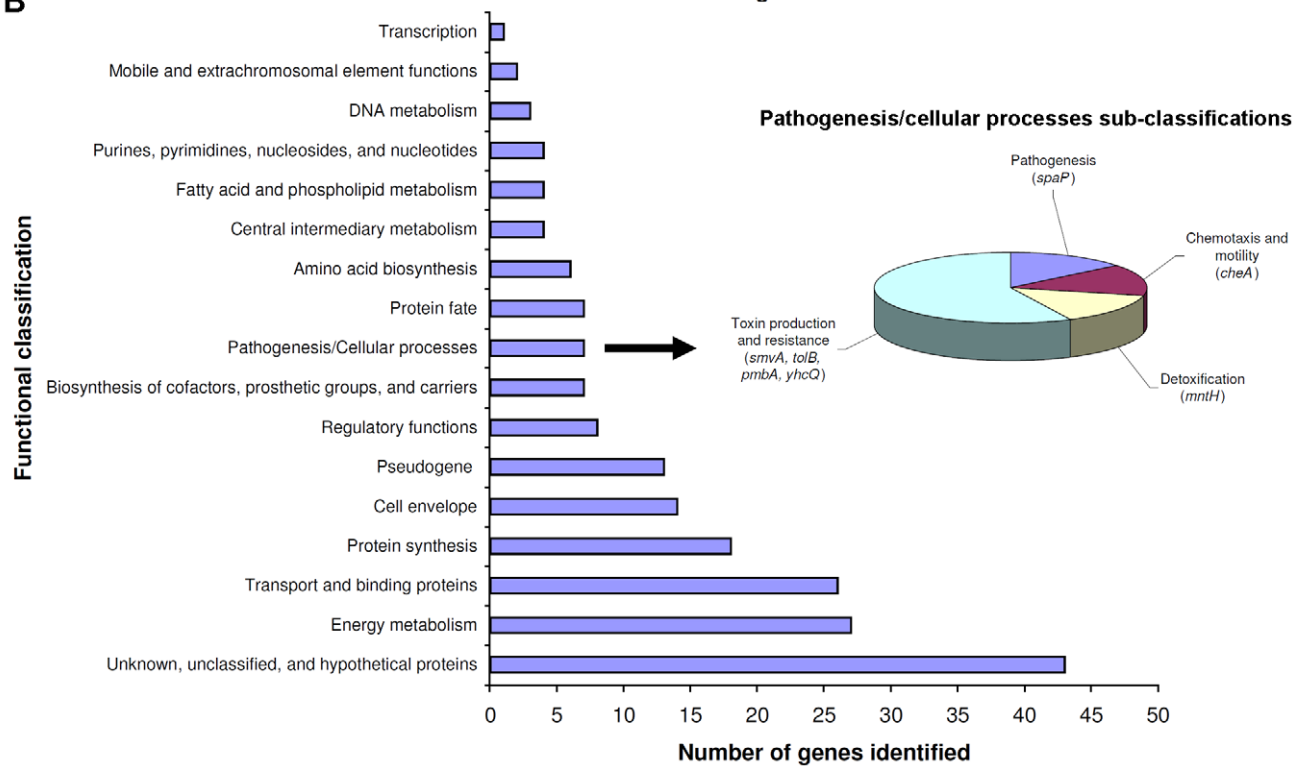 B
Transcription
Mobile and extrachromosomal element functions
DNA metabolism
Purines, pyrimidines, nucleosides, and nucleotides
Fatty acid and phospholipid metabolism
Central intermediary metabolism
Amino acid biosynthesis
Protein fate
Pathogenesis/Cellular processes
Biosynthesis of cofactors, prosthetic groups, and carriers
Regulatory functions
Pseudogene
Cell envelope
Protein synthesis
Transport and binding proteins
Energy metabolism
Unknown, unclassified, and hypothetical proteins
Functional classification
0 5 10 15 20 25 30 35 40 45 50
Number of genes identified
Pathogenesis/cellular processes sub-classifications
Pathogenesis
(spaP)
Chemotaxis and
motility
(cheA)
Toxin production
and resistance
(smvA, tolB,
pmbA, yhcQ)
Detoxification
(mntH)